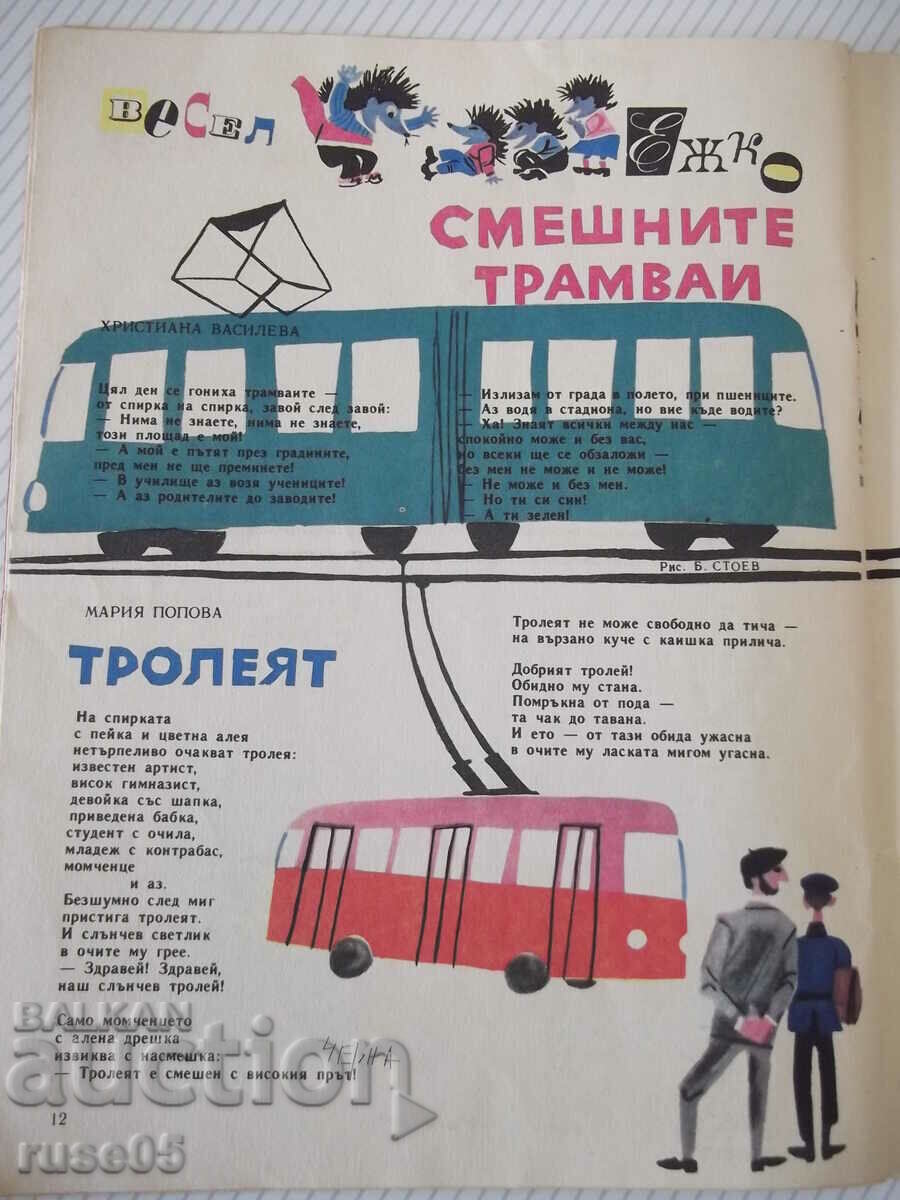 ВЕСЕЛ ЕЖКО
СМЕШНИТЕ
ТРАМВАИ
ХРИСТИАНА ВАСИЛЕВА
Цял ден се гониха трамваите —
от спирка на спирка, завой след завой:
— Нима не знаете, нима не знаете,
този площад е мой!
— А мой е пътят през градините,
пред мен не ще преминете!
— В училище аз возя учениците!
— А аз родителите до заводите!
— Излизам от града в полето, при пшениците.
— Аз водя в стадиона, но вие къде водите?
— Ха! Знаят всички между нас —
спокойно може и без вас,
но всеки ще се обзаложи —
без мен не може и не може!
— Не може и без мен.
— Но ти си син!
— А ти зелен!
Рис. Б. СТОЕВ
МАРИЯ ПОПОВА
ТРОЛЕЯТ
На спирката
с пейка и цветна алея
нетърпеливо очакват тролея:
известен артист,
висок гимназист,
девойка със шапка,
приведена бабка,
студент с очила,
младеж с контрабас,
момченце
и аз.
Безшумно след миг
пристига тролеят.
И слънчев светлик
в очите му грее.
— Здравей! Здравей,
наш слънчев тролей!
Само момченцето
с алена дрешка
извиква с насмешка:
— Тролеят е смешен с високия прът!
Тролеят не може свободно да тича —
на вързано куче с каишка прилича.
Добрият тролей!
Обидно му стана.
Помръкна от пода —
та чак до тавана.
И ето — от тази обида ужасна
в очите му ласката мигом угасна.
12
BALKAN
auction
ruse05